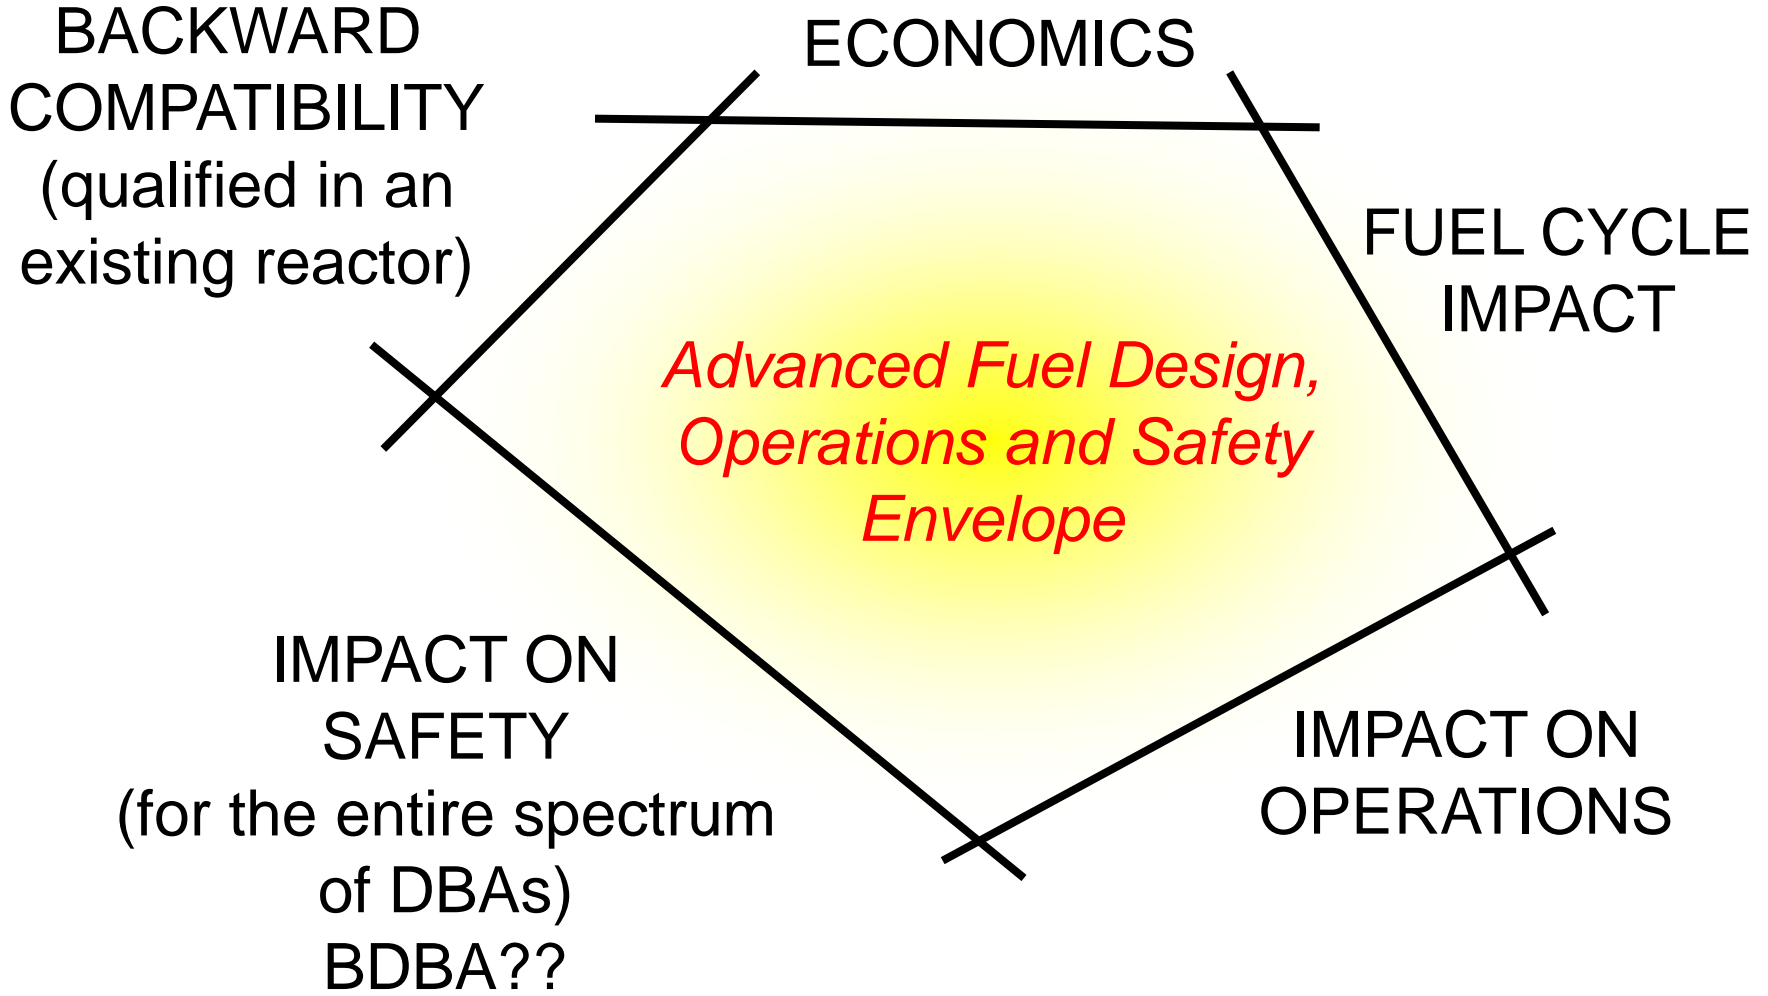 BACKWARD
COMPATIBILITY
(qualified in an
existing reactor)
ECONOMICS
FUEL CYCLE
IMPACT
Advanced Fuel Design,
Operations and Safety
Envelope
IMPACT ON
SAFETY
(for the entire spectrum
of DBAs)
BDBA??
IMPACT ON
OPERATIONS